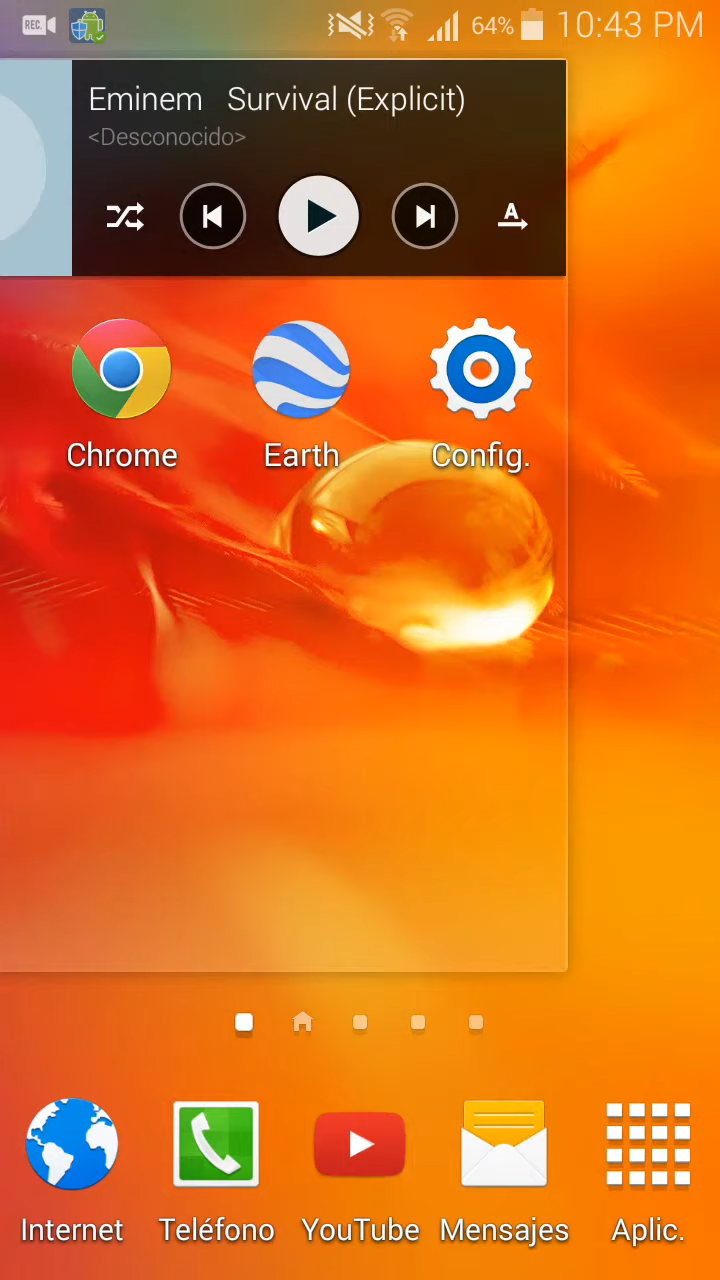 REC. 64% 10:43 PM
Eminem Survival (Explicit)
<Desconocido>
A
Chrome Earth Config.
Internet Teléfono YouTube Mensajes Aplic.